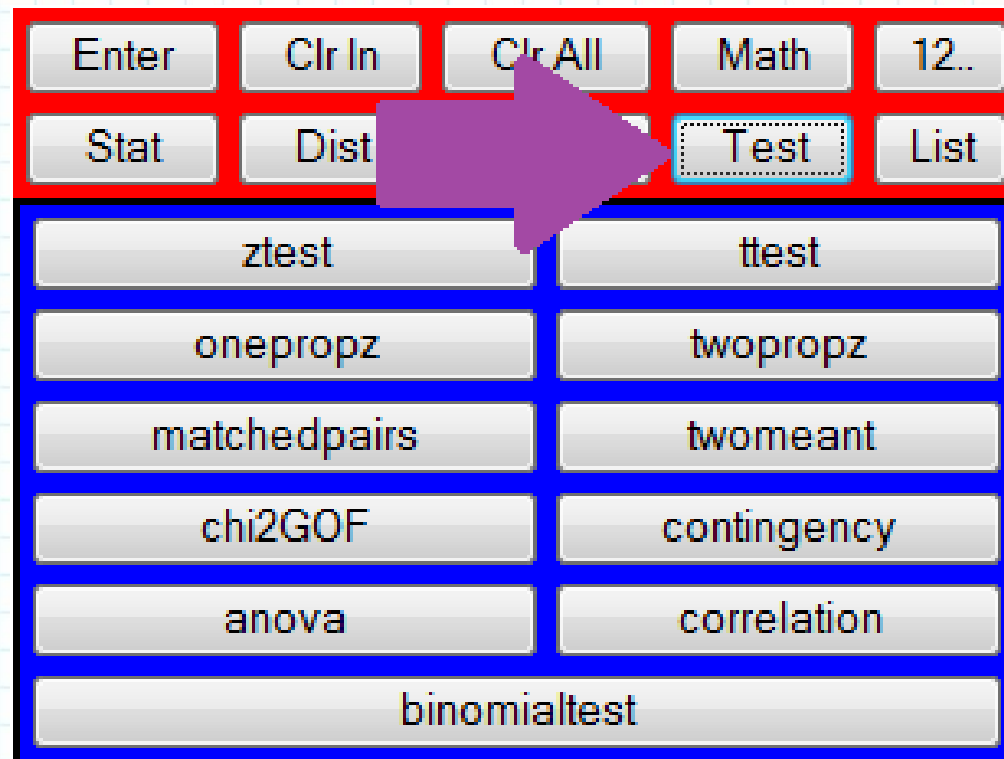 Enter Clr In Clr All Math 12..
Stat Dist Test List
ztest ttest
onepropz twopropz
matchedpairs twomeant
chi2GOF contingency
anova correlation
binomialtest